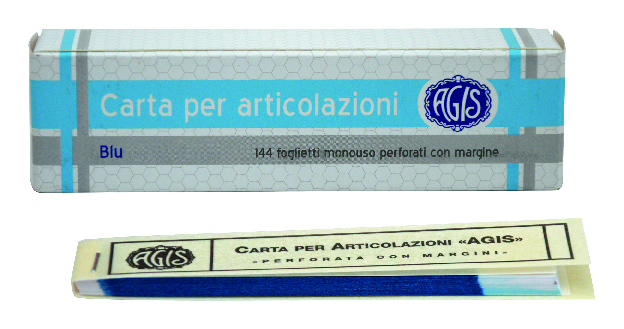 Carta per articolazioni
AGIS
Blu
144 foglietti monouso perforati con margine
AGIS
CARTA PER ARTICOLAZIONI «AGIS»
-PERFORATA CON MARGINI-